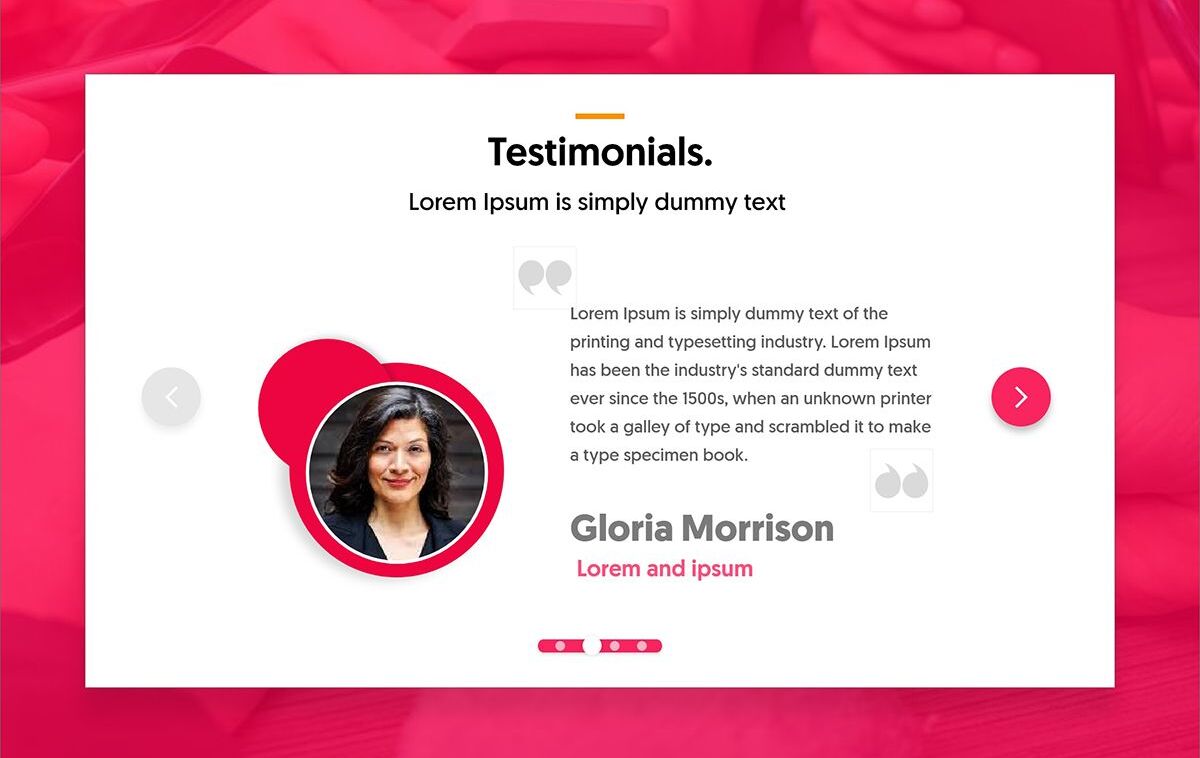 Testimonials.
Lorem Ipsum is simply dummy text
Lorem Ipsum is simply dummy text of the
printing and typesetting industry. Lorem Ipsum
has been the industry's standard dummy text
ever since the 1500s, when an unknown printer
took a galley of type and scrambled it to make
a type specimen book.
Gloria Morrison
Lorem and ipsum